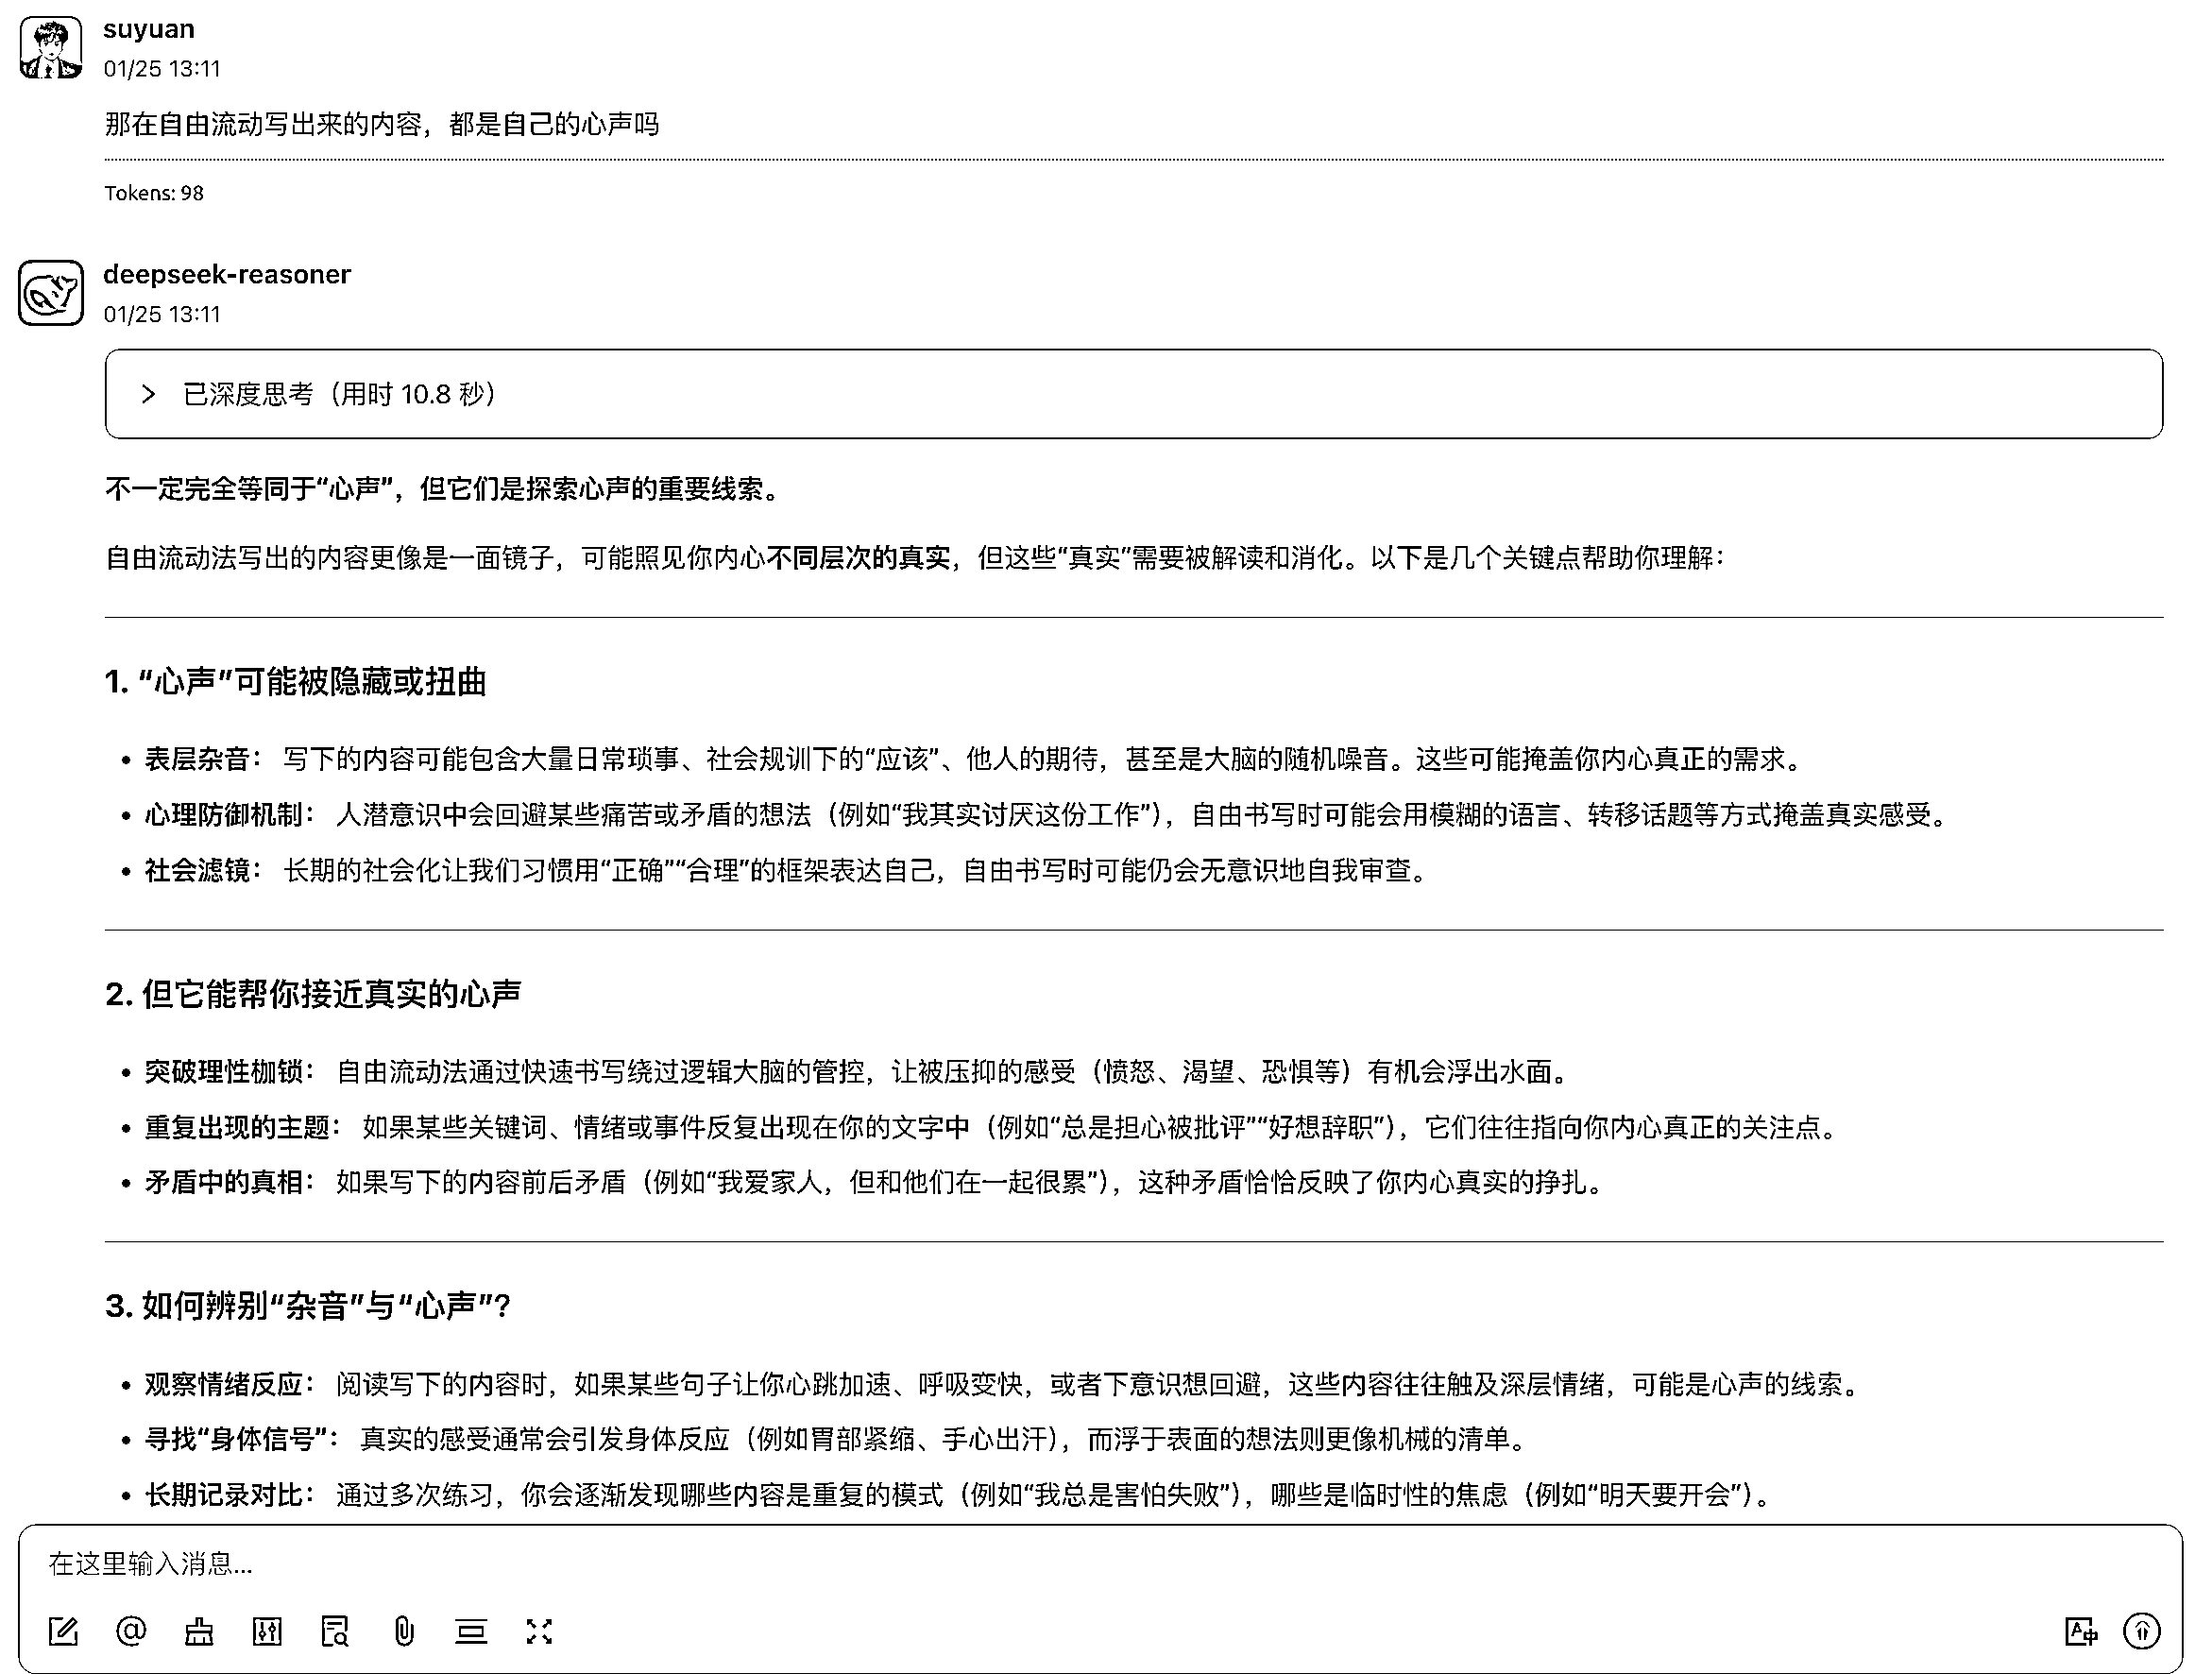 suyuan
01/25 13:11
那在自由流动写出来的内容，都是自己的心声吗
Tokens: 98
deepseek-reasoner
01/25 13:11
已深度思考（用时 10.8 秒）
不一定完全等同于“心声”，但它们是探索心声的重要线索。
自由流动法写出的内容更像是一面镜子，可能照见你内心不同层次的真实，但这些“真实”需要被解读和消化。以下是几个关键点帮助你理解：
1. “心声”可能被隐藏或扭曲
• 表层杂音： 写下的内容可能包含大量日常琐事、社会规训下的“应该”、他人的期待，甚至是大脑的随机噪音。这些可能掩盖你内心真正的需求。
• 心理防御机制： 人潜意识中会回避某些痛苦或矛盾的想法（例如“我其实讨厌这份工作”），自由书写时可能会用模糊的语言、转移话题等方式掩盖真实感受。
• 社会滤镜： 长期的社会化让我们习惯用“正确”“合理”的框架表达自己，自由书写时可能仍会无意识地自我审查。
2. 但它能帮你接近真实的心声
• 突破理性枷锁： 自由流动法通过快速书写绕过逻辑大脑的管控，让被压抑的感受（愤怒、渴望、恐惧等）有机会浮出水面。
• 重复出现的主题： 如果某些关键词、情绪或事件反复出现在你的文字中（例如“总是担心被批评”“好想辞职”），它们往往指向你内心真正的关注点。
• 矛盾中的真相： 如果写下的内容前后矛盾（例如“我爱家人，但和他们在一起很累”），这种矛盾恰恰反映了你内心真实的挣扎。
3. 如何辨别“杂音”与“心声”？
• 观察情绪反应： 阅读写下的内容时，如果某些句子让你心跳加速、呼吸变快，或者下意识想回避，这些内容往往触及深层情绪，可能是心声的线索。
• 寻找“身体信号”： 真实的感受通常会引发身体反应（例如胃部紧缩、手心出汗），而浮于表面的想法则更像机械的清单。
• 长期记录对比： 通过多次练习，你会逐渐发现哪些内容是重复的模式（例如“我总是害怕失败”），哪些是临时性的焦虑（例如“明天要开会”）。
在这里输入消息...